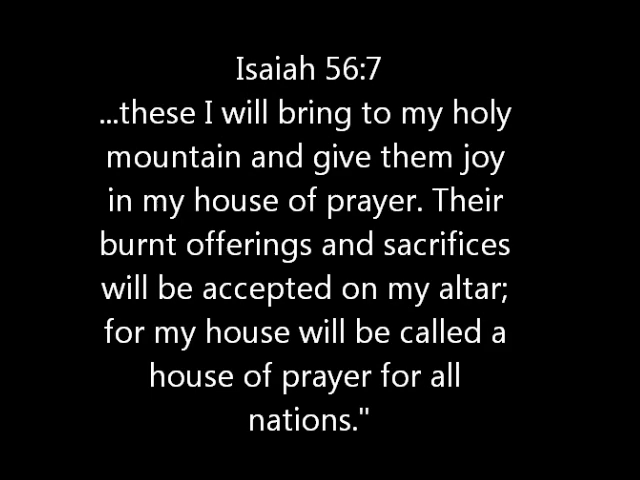 Isaiah 56:7
...these I will bring to my holy
mountain and give them joy
in my house of prayer. Their
burnt offerings and sacrifices
will be accepted on my altar;
for my house will be called a
house of prayer for all
nations."